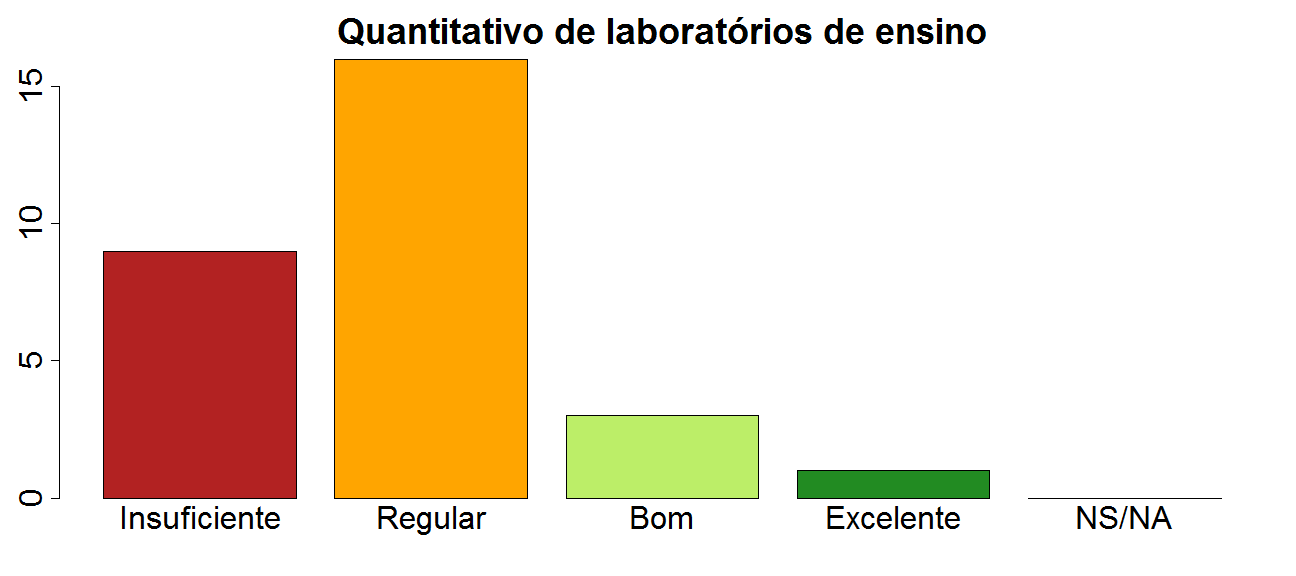 Quantitativo de laboratórios de ensino
15
10
5
0
Insuficiente Regular Bom Excelente NS/NA